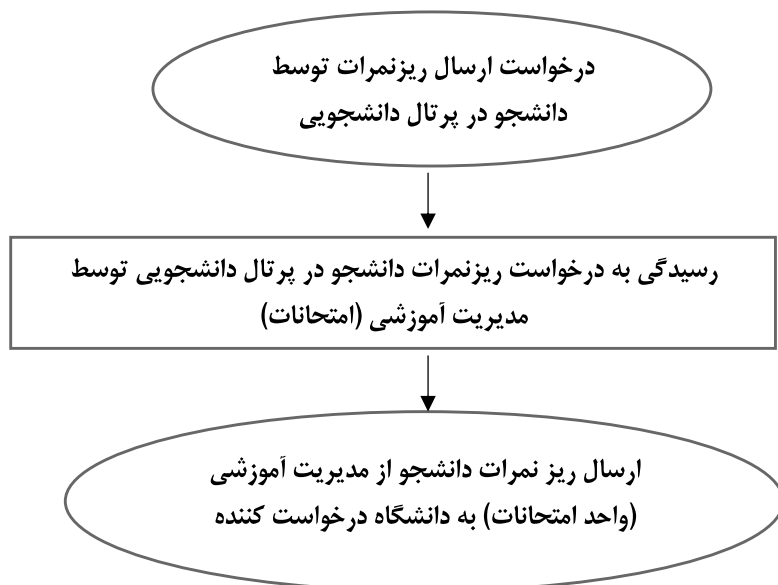 درخواست ارسال ریزنمرات توسط
دانشجو در پرتال دانشجویی
رسیدگی به درخواست ریزنمرات دانشجو در پرتال دانشجویی توسط
مدیریت آموزشی (امتحانات)
ارسال ریز نمرات دانشجو از مدیریت آموزشی
(واحد امتحانات) به دانشگاه درخواست کننده